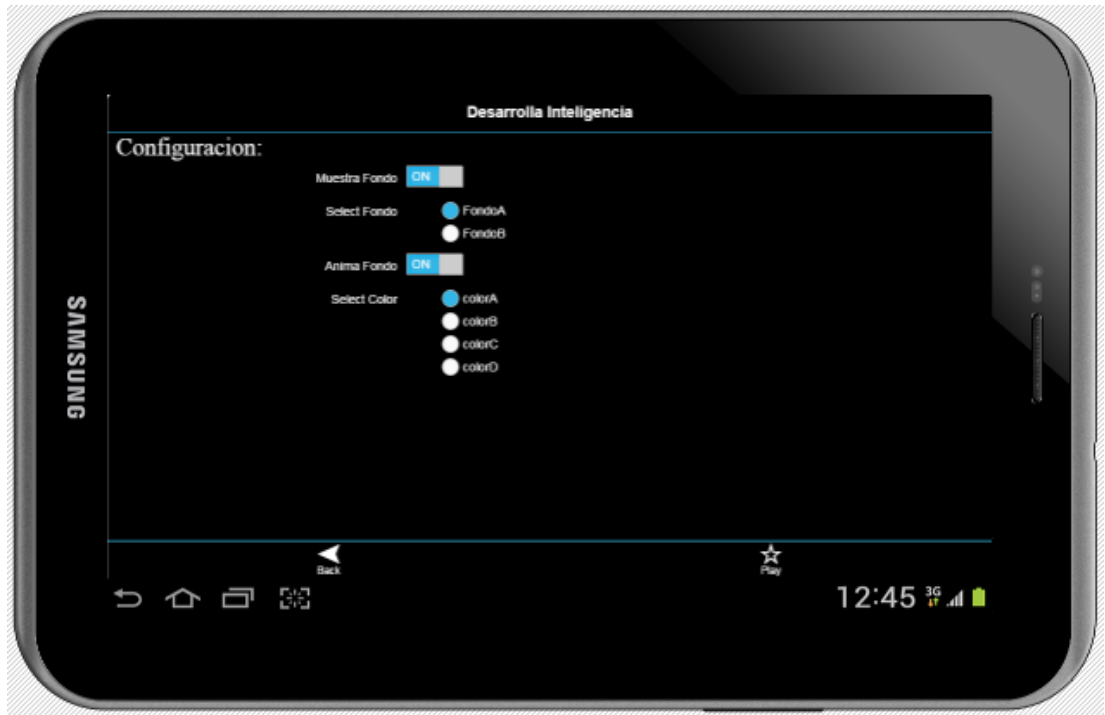 Desarrolla Inteligencia
Configuracion:
Muestra Fondo ON
Select Fondo FondoA
FondoB
Anima Fondo ON
Select Color colorA
colorB
colorC
colorD
SAMSUNG
Back Play
12:45 3G